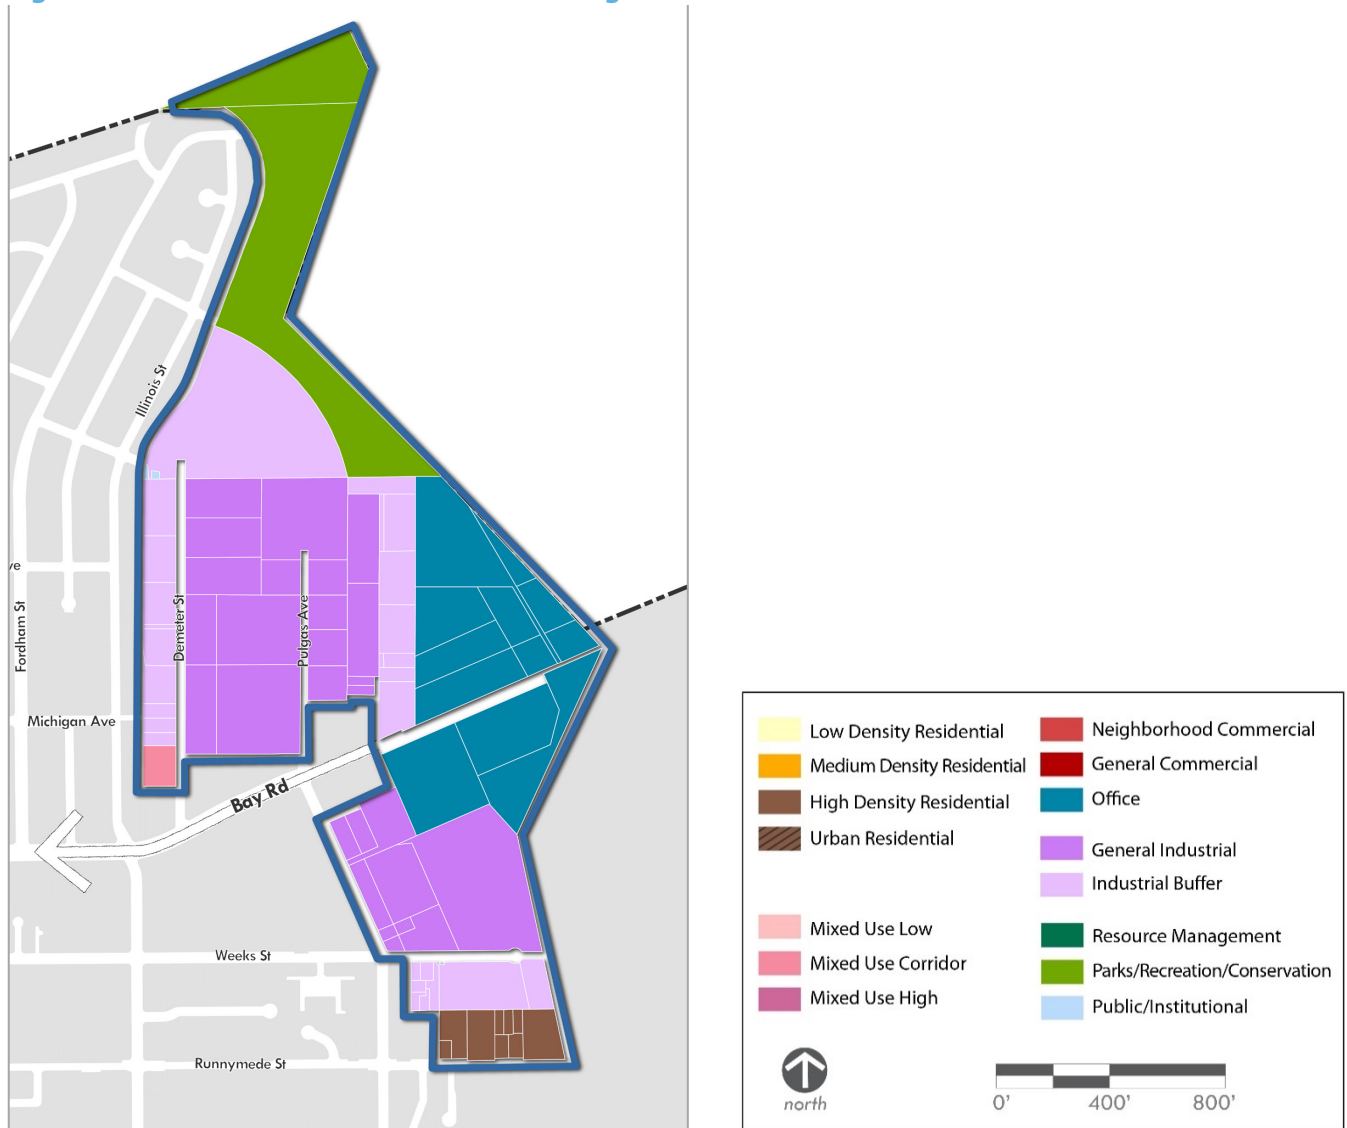 Illinois St
ve
Fordham St
Demeter St
Pulgas Ave
Michigan Ave
Bay Rd
Weeks St
Runnymede St
Low Density Residential
Medium Density Residential
High Density Residential
Urban Residential
Mixed Use Low
Mixed Use Corridor
Mixed Use High
Neighborhood Commercial
General Commercial
Office
General Industrial
Industrial Buffer
Resource Management
Parks/Recreation/Conservation
Public/Institutional
north
0' 400' 800'